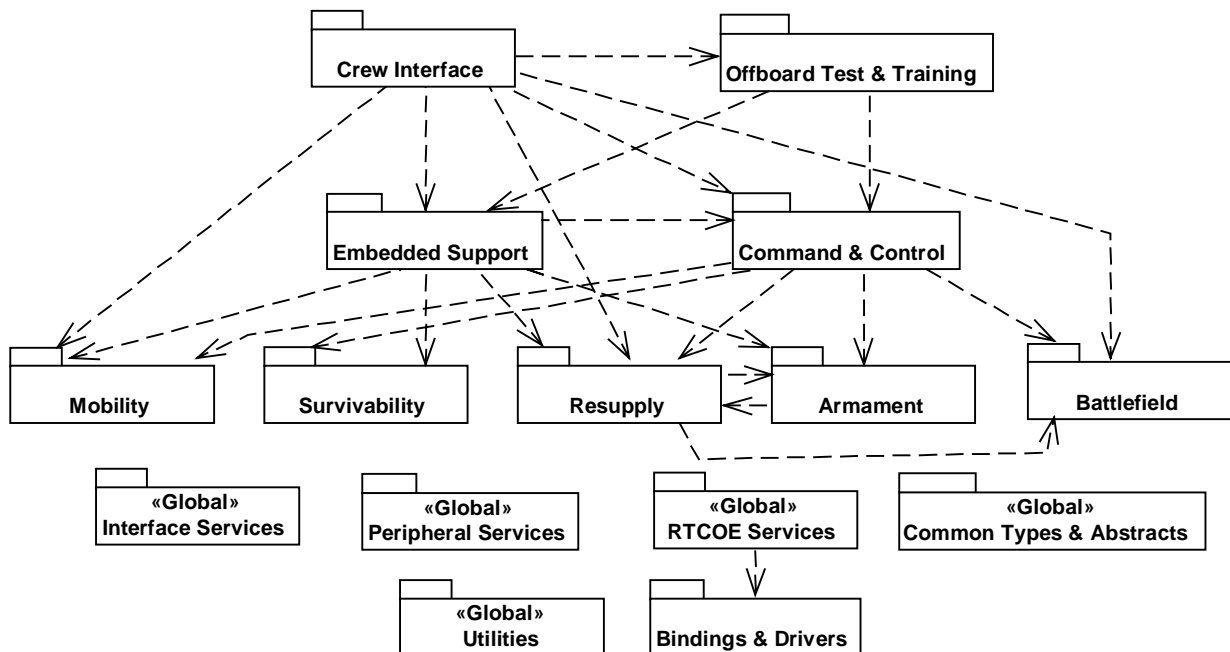 Crew Interface
Offboard Test & Training
Embedded Support
Command & Control
Mobility
Survivability
Resupply
Armament
Battlefield
«Global»
Interface Services
«Global»
Peripheral Services
«Global»
RTCOE Services
«Global»
Common Types & Abstracts
«Global»
Utilities
Bindings & Drivers